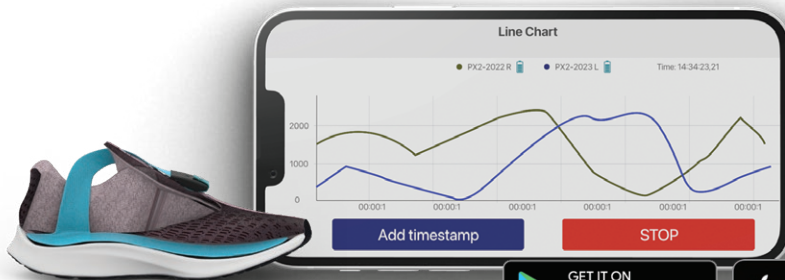 Line Chart
PX2-2022 R PX2-2023 L Time: 14:34:23,21
2000
1000
0
00:00:1 00:00:1 00:00:1 00:00:1 00:00:1 00:00:1
Add timestamp STOP
GET IT ON